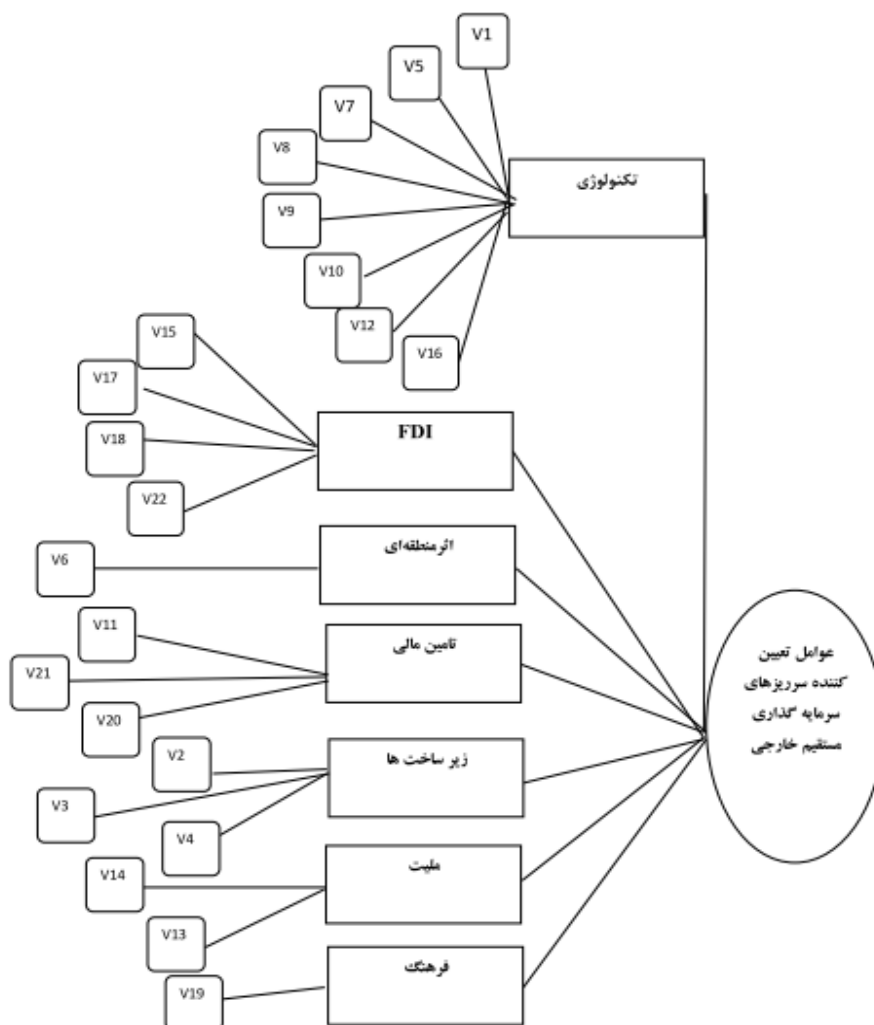 V1
V5
V7
V8
V9
V10
V12
V16
تکنولوژی
V15
V17
V18
V22
FDI
V6
اثرمنطقه‌ای
V11
V21
V20
تامین مالی
V2
V3
V4
زیر ساخت ها
V14
V13
ملیت
V19
فرهنگ
عوامل تعیین
کننده سرریزهای
سرمایه گذاری
مستقیم خارجی